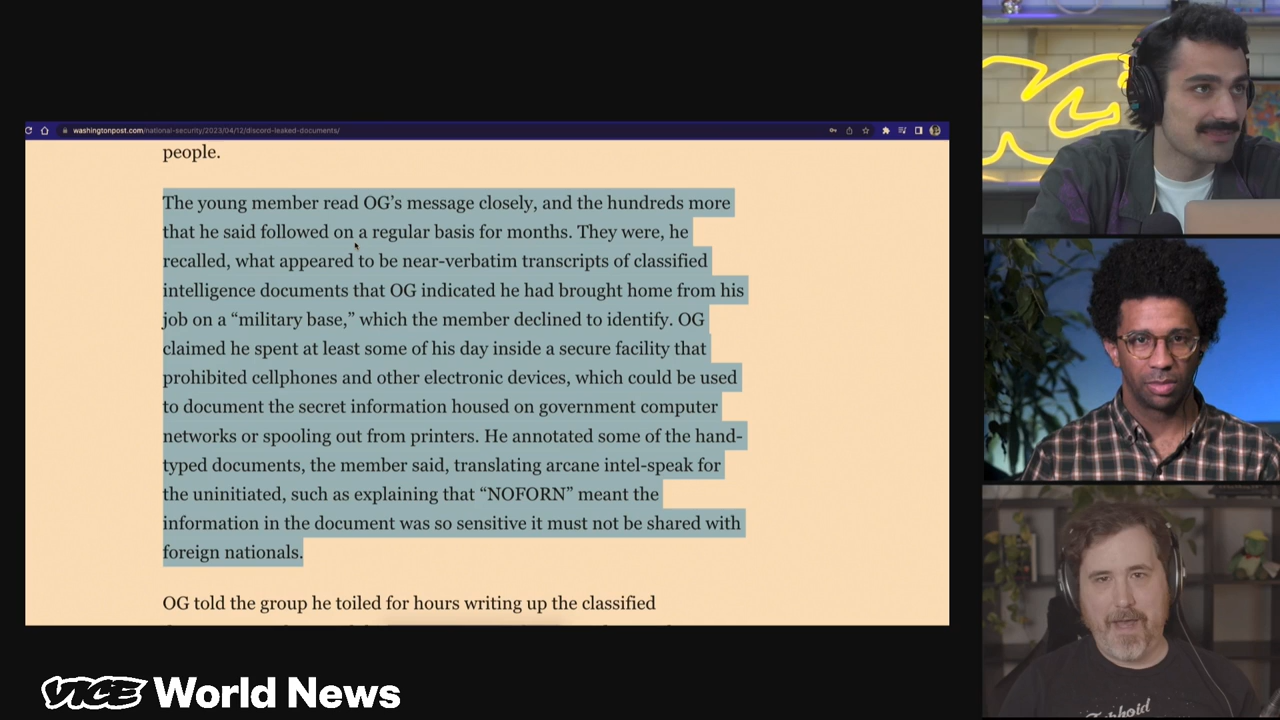 washingtonpost.com/national-security/2023/04/12/discord-leaked-documents/
people.
The young member read OG’s message closely, and the hundreds more
that he said followed on a regular basis for months. They were, he
recalled, what appeared to be near-verbatim transcripts of classified
intelligence documents that OG indicated he had brought home from his
job on a “military base,” which the member declined to identify. OG
claimed he spent at least some of his day inside a secure facility that
prohibited cellphones and other electronic devices, which could be used
to document the secret information housed on government computer
networks or spooling out from printers. He annotated some of the hand-
typed documents, the member said, translating arcane intel-speak for
the uninitiated, such as explaining that “NOFORN” meant the
information in the document was so sensitive it must not be shared with
foreign nationals.
OG told the group he toiled for hours writing up the classified
VICE World News